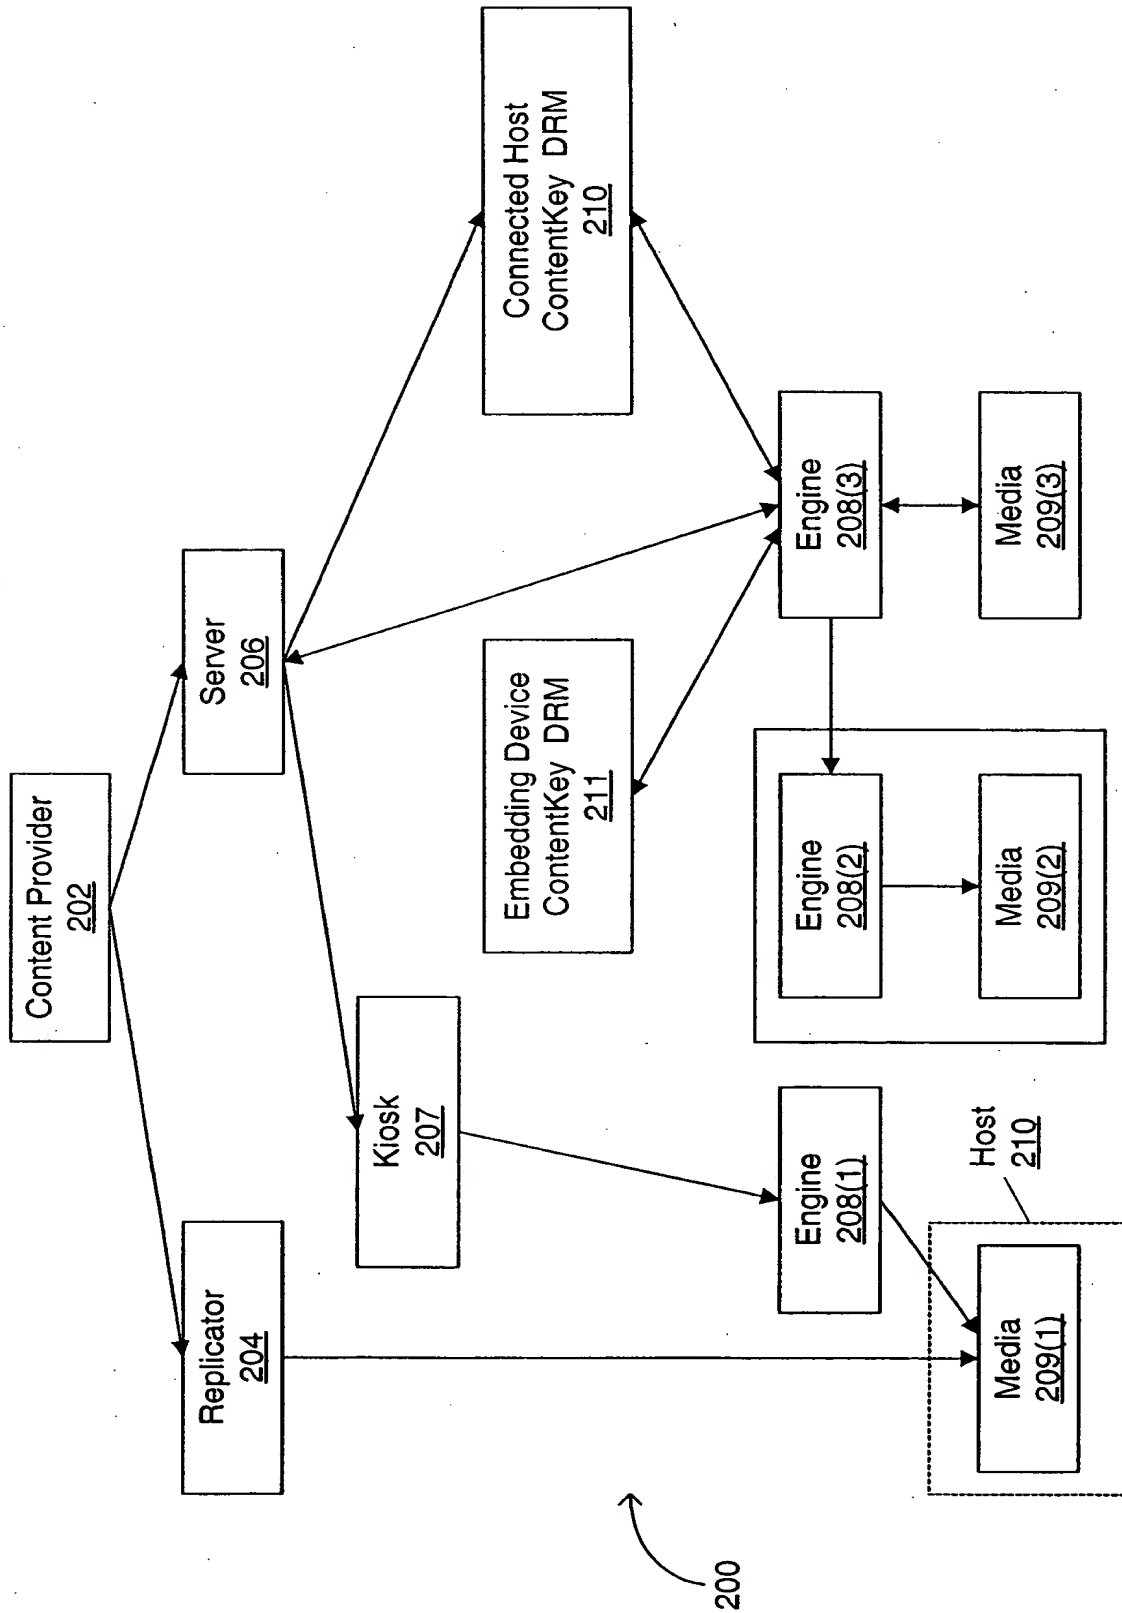 Content Provider
202
Replicator
204
Server
206
Kiosk
207
Embedding Device
ContentKey DRM
211
Connected Host
ContentKey DRM
210
Engine
208(1)
Engine
208(2)
Engine
208(3)
Media
209(1)
Host
210
Media
209(2)
Media
209(3)
200